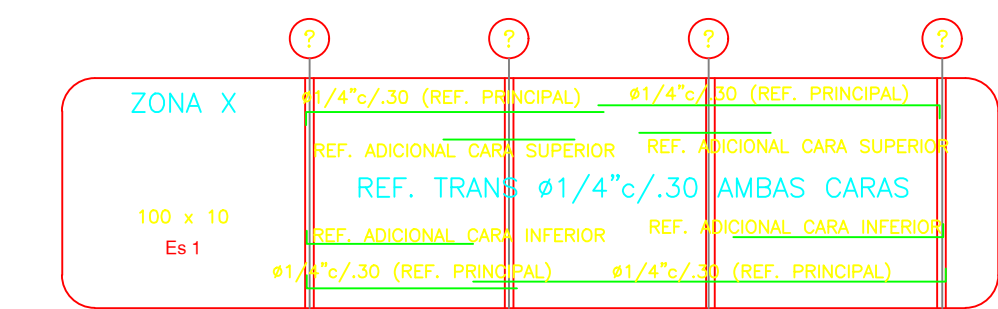 ? ? ? ?
ZONA X
ø1/4"c/.30 (REF. PRINCIPAL) ø1/4"c/.30 (REF. PRINCIPAL)
REF. ADICIONAL CARA SUPERIOR REF. ADICIONAL CARA SUPERIOR
REF. TRANS ø1/4"c/.30 AMBAS CARAS
100 x 10
Es 1
REF. ADICIONAL CARA INFERIOR REF. ADICIONAL CARA INFERIOR
ø1/4"c/.30 (REF. PRINCIPAL) ø1/4"c/.30 (REF. PRINCIPAL)